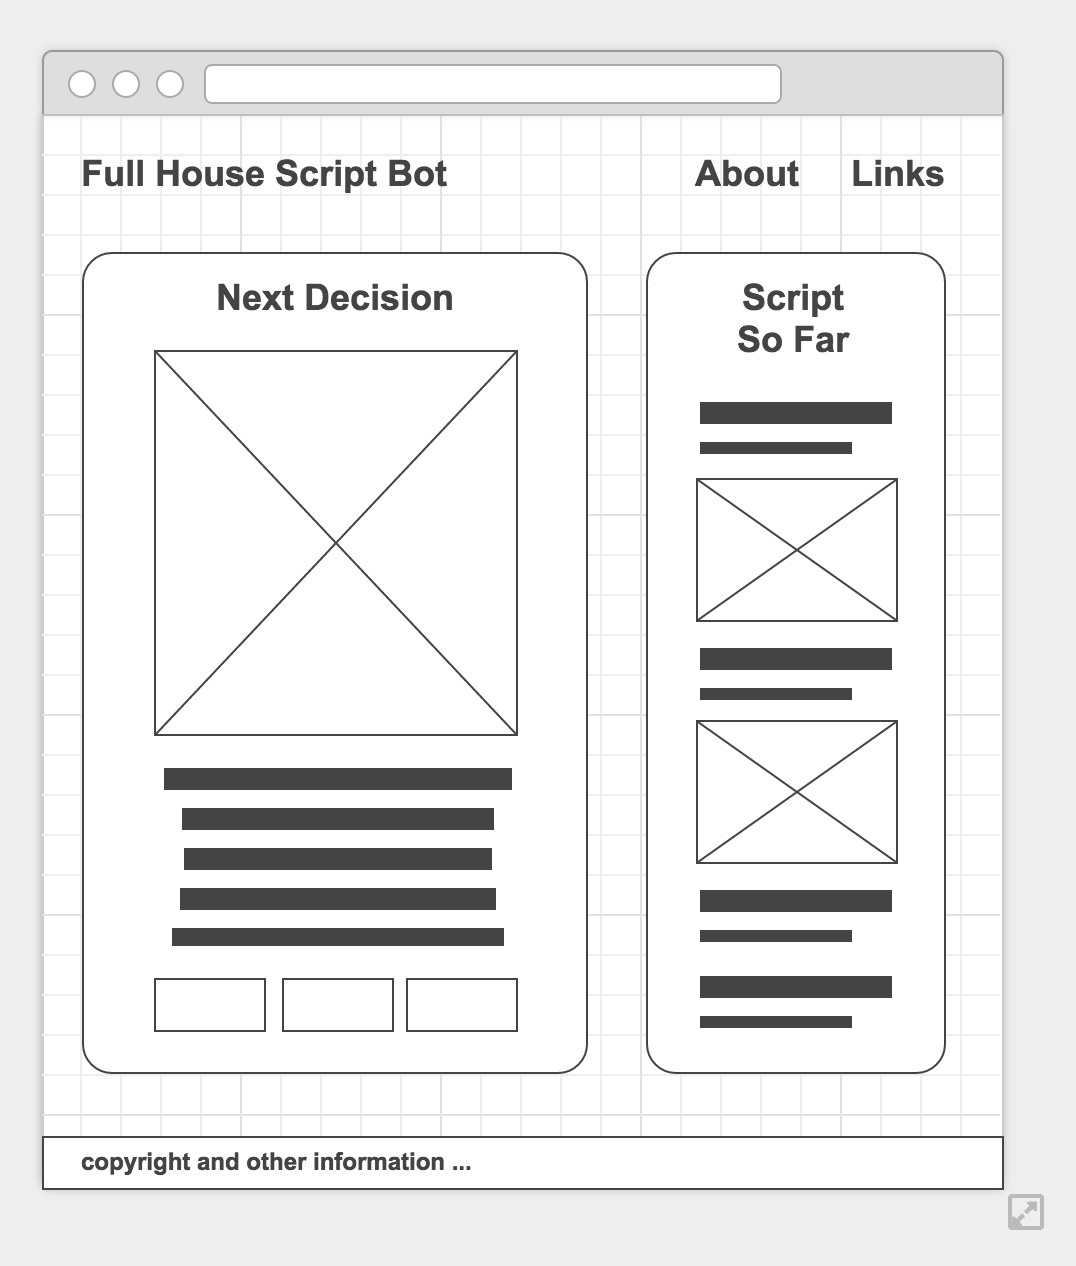 Full House Script Bot
About
Links
Next Decision
Script
So Far
copyright and other information ...